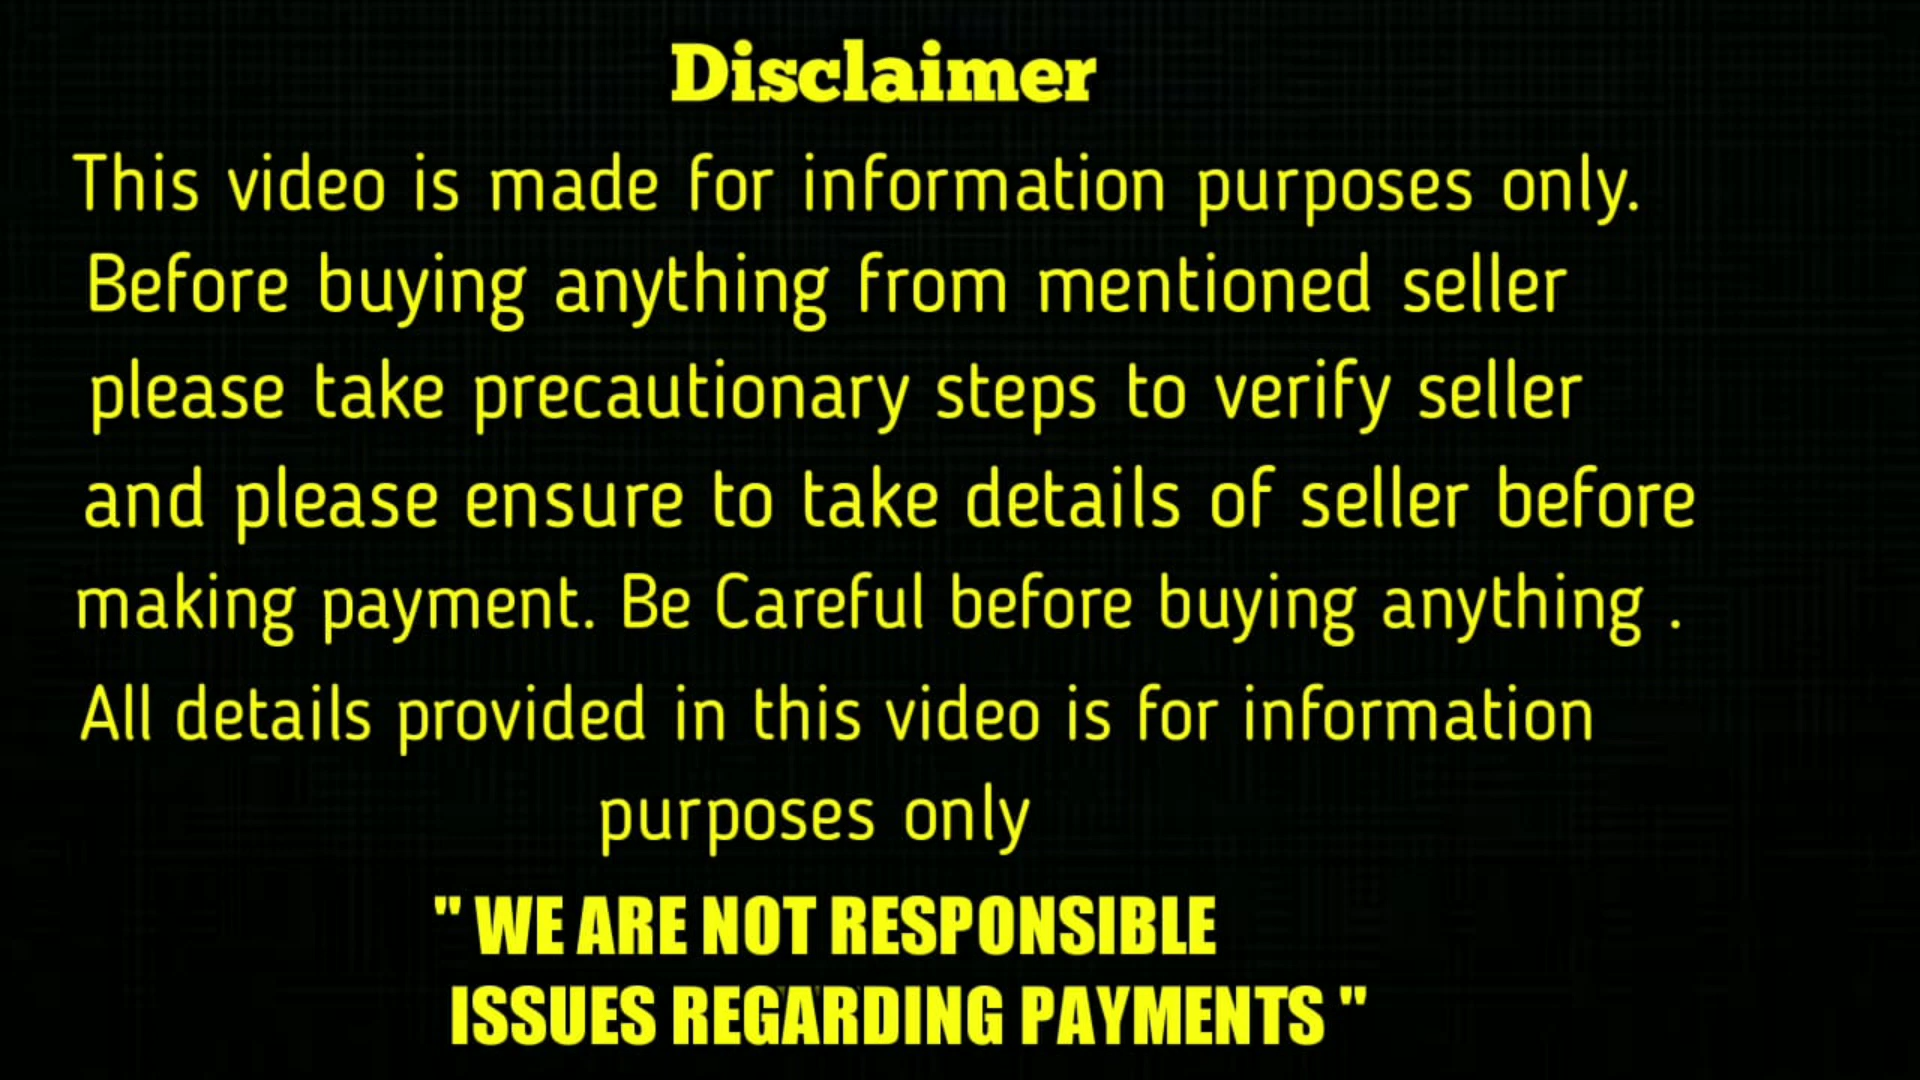 Disclaimer
This video is made for information purposes only.
Before buying anything from mentioned seller
please take precautionary steps to verify seller
and please ensure to take details of seller before
making payment. Be Careful before buying anything .
All details provided in this video is for information
purposes only
" WE ARE NOT RESPONSIBLE
ISSUES REGARDING PAYMENTS "